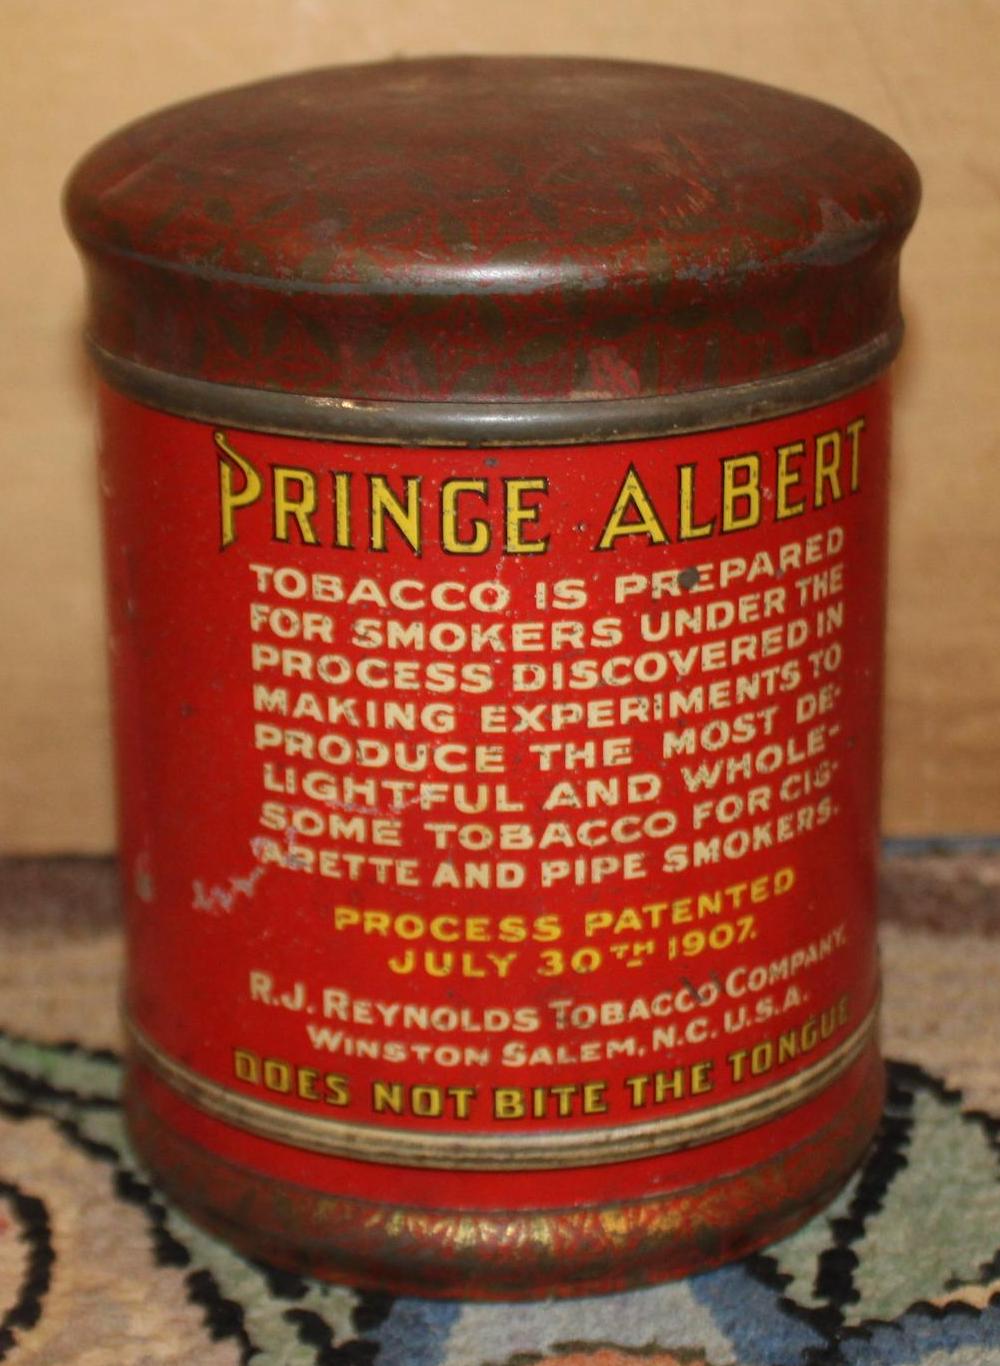 PRINCE ALBERT
TOBACCO IS PREPARED
FOR SMOKERS UNDER THE
PROCESS DISCOVERED IN
MAKING EXPERIMENTS TO
PRODUCE THE MOST DE-
LIGHTFUL AND WHOLE-
SOME TOBACCO FOR CIG-
ARETTE AND PIPE SMOKERS.
PROCESS PATENTED
JULY 30TH 1907.
R.J. REYNOLDS TOBACCO COMPANY.
WINSTON SALEM, N.C. U.S.A.
DOES NOT BITE THE TONGUE